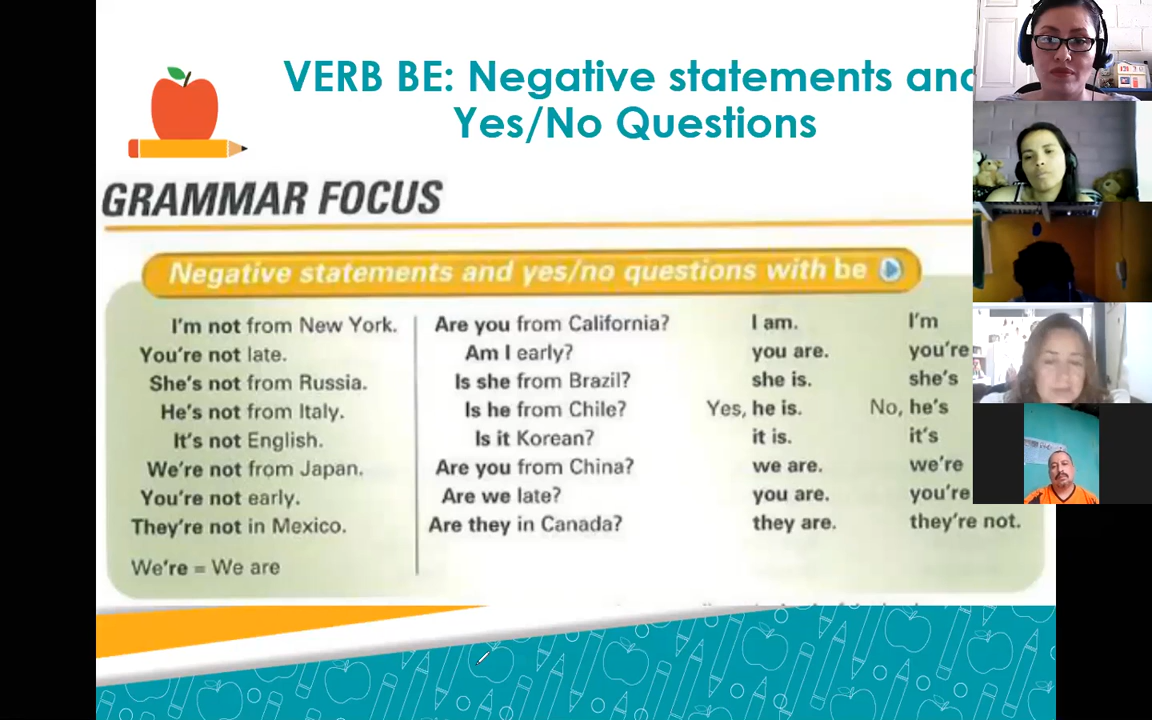 VERB BE: Negative statements and
Yes/No Questions
GRAMMAR FOCUS
Negative statements and yes/no questions with be
I'm not from New York.
You're not late.
She's not from Russia.
He's not from Italy.
It's not English.
We're not from Japan.
You're not early.
They're not in Mexico.
We're = We are
Are you from California?
Am I early?
Is she from Brazil?
Is he from Chile?
Is it Korean?
Are you from China?
Are we late?
Are they in Canada?
Yes,
I am.
you are.
she is.
he is.
it is.
we are.
you are.
they are.
No,
I'm
you're
she's
he's
it's
we're
you're
they're not.